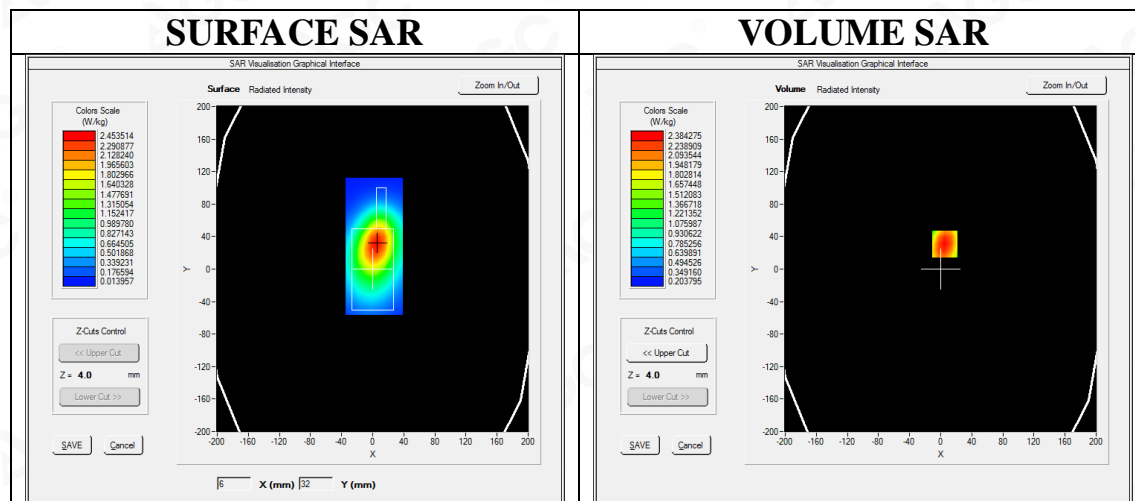 SURFACE SAR
SAR Visualisation Graphical Interface
Surface Radiated Intensity
Zoom In/Out
Colors Scale
(W/kg)
2.453514
2.290877
2.128240
1.965603
1.802966
1.640328
1.477691
1.315054
1.152417
0.989780
0.827143
0.664505
0.501868
0.339231
0.176594
0.013957
Z-Cuts Control
<< Upper Cut
Z = 4.0 mm
Lower Cut >>
SAVE Cancel
200
160
120
80
40
0
-40
-80
-120
-160
-200
Y
-200 -160 -120 -80 -40 0 40 80 120 160 200
X
6 X (mm) 32 Y (mm)
VOLUME SAR
SAR Visualisation Graphical Interface
Volume Radiated Intensity
Zoom In/Out
Colors Scale
(W/kg)
2.384275
2.238909
2.093544
1.948179
1.802814
1.657448
1.512083
1.366718
1.221352
1.075987
0.930622
0.785256
0.639891
0.494526
0.349160
0.203795
Z-Cuts Control
<< Upper Cut
Z = 4.0 mm
Lower Cut >>
SAVE Cancel
200
160
120
80
40
0
-40
-80
-120
-160
-200
Y
-200 -160 -120 -80 -40 0 40 80 120 160 200
X